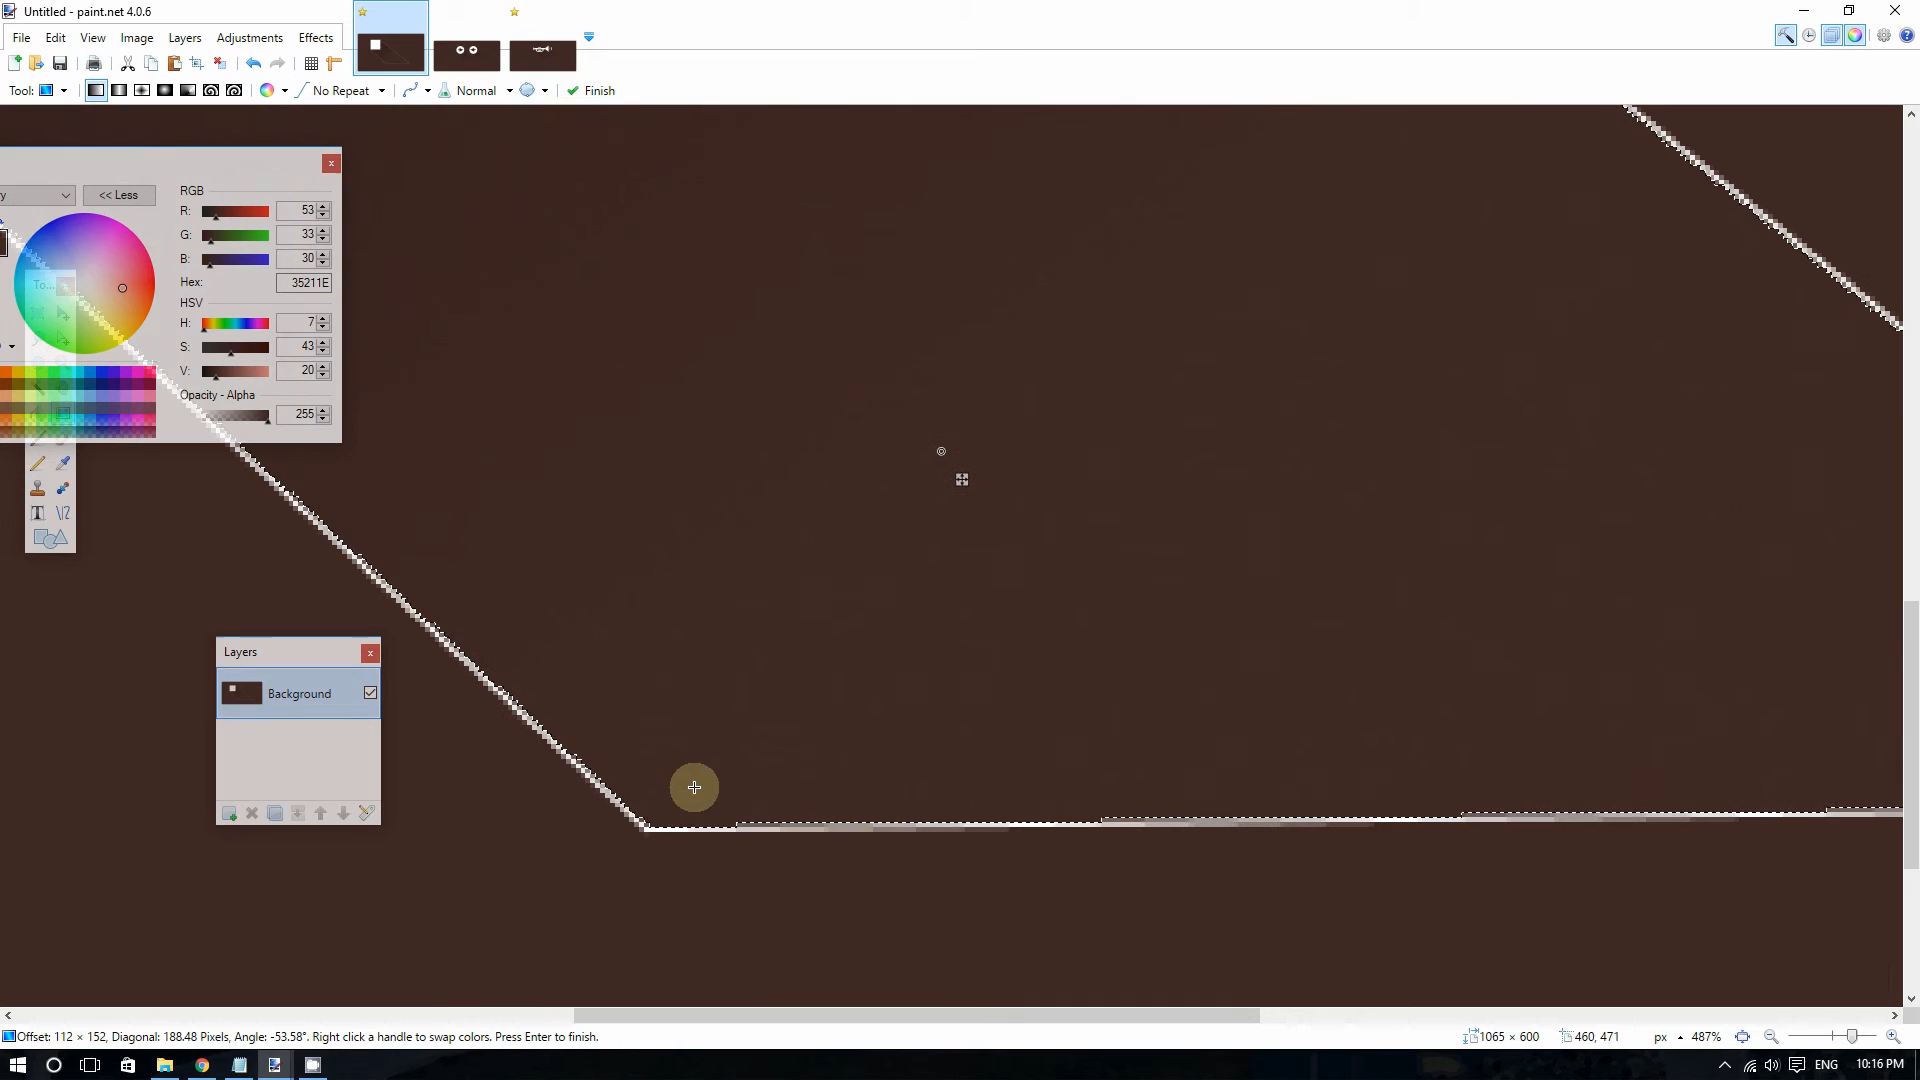 Untitled - paint.net 4.0.6
File Edit View Image Layers Adjustments Effects
Tool: No Repeat Normal Finish
<< Less
RGB
R: 53
G: 33
B: 30
Hex: 35211E
HSV
H: 7
S: 43
V: 20
Opacity - Alpha
255
To...
Layers
Background
Offset: 112 × 152, Diagonal: 188.48 Pixels, Angle: -53.58°. Right click a handle to swap colors. Press Enter to finish.
1065 × 600 460, 471 px 487%
ENG 10:16 PM